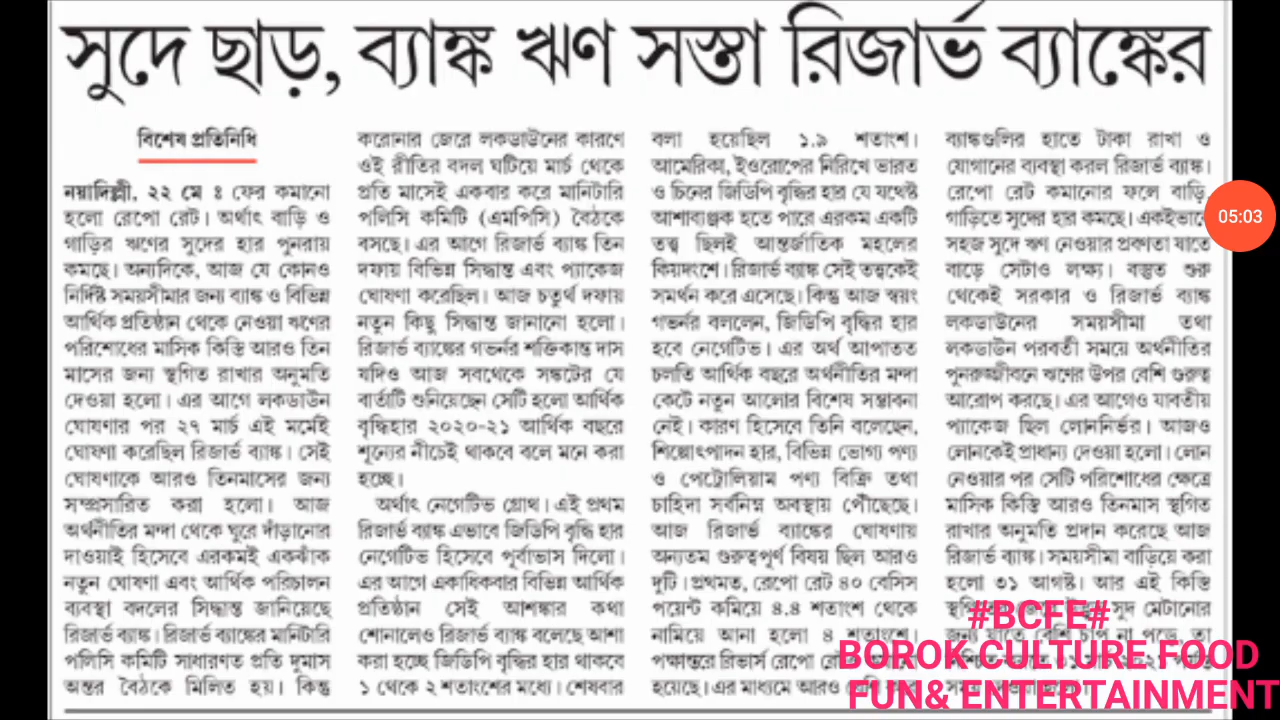 সুদে ছাড়, ব্যাঙ্ক ঋণ সস্তা রিজার্ভ ব্যাঙ্কের
বিশেষ প্রতিনিধি
নয়াদিল্লী, ২২ মে ঃ ফের কমানো
হলো রেপো রেট। অর্থাৎ বাড়ি ও
গাড়ির ঋণের সুদের হার পুনরায়
কমছে। অন্যদিকে, আজ যে কোনও
নির্দিষ্ট সময়সীমার জন্য ব্যাঙ্ক ও বিভিন্ন
আর্থিক প্রতিষ্ঠান থেকে নেওয়া ঋণের
পরিশোধের মাসিক কিস্তি আরও তিন
মাসের জন্য স্থগিত রাখার অনুমতি
দেওয়া হলো। এর আগে লকডাউন
ঘোষণার পর ২৭ মার্চ এই মর্মেই
ঘোষণা করেছিল রিজার্ভ ব্যাঙ্ক। সেই
ঘোষণাকে আরও তিনমাসের জন্য
সম্প্রসারিত করা হলো। আজ
অর্থনীতির মন্দা থেকে ঘুরে দাঁড়ানোর
দাওয়াই হিসেবে এরকমই একঝাঁক
নতুন ঘোষণা এবং আর্থিক পরিচালন
ব্যবস্থা বদলের সিদ্ধান্ত জানিয়েছে
রিজার্ভ ব্যাঙ্ক। রিজার্ভ ব্যাঙ্কের মানিটারি
পলিসি কমিটি সাধারণত প্রতি দুমাস
অন্তর বৈঠকে মিলিত হয়। কিন্তু
করোনার জেরে লকডাউনের কারণে
ওই রীতির বদল ঘটিয়ে মার্চ থেকে
প্রতি মাসেই একবার করে মানিটারি
পলিসি কমিটি (এমপিসি) বৈঠকে
বসছে। এর আগে রিজার্ভ ব্যাঙ্ক তিন
দফায় বিভিন্ন সিদ্ধান্ত এবং প্যাকেজ
ঘোষণা করেছিল। আজ চতুর্থ দফায়
নতুন কিছু সিদ্ধান্ত জানানো হলো।
রিজার্ভ ব্যাঙ্কের গভর্নর শক্তিকান্ত দাস
যদিও আজ সবথেকে সঙ্কটের যে
বার্তাটি শুনিয়েছেন সেটি হলো আর্থিক
বৃদ্ধিহার ২০২০-২১ আর্থিক বছরে
শূন্যের নীচেই থাকবে বলে মনে করা
হচ্ছে।
অর্থাৎ নেগেটিভ গ্রোথ। এই প্রথম
রিজার্ভ ব্যাঙ্ক এভাবে জিডিপি বৃদ্ধি হার
নেগেটিভ হিসেবে পূর্বাভাস দিলো।
এর আগে একাধিকবার বিভিন্ন আর্থিক
প্রতিষ্ঠান সেই আশঙ্কার কথা
শোনালেও রিজার্ভ ব্যাঙ্ক বলেছে আশা
করা হচ্ছে জিডিপি বৃদ্ধির হার থাকবে
১ থেকে ২ শতাংশের মধ্যে। শেষবার
বলা হয়েছিল ১.৯ শতাংশ।
আমেরিকা, ইওরোপের নিরিখে ভারত
ও চিনের জিডিপি বৃদ্ধির হার যে যথেষ্ট
আশাব্যঞ্জক হতে পারে এরকম একটি
তত্ত্ব ছিলই আন্তর্জাতিক মহলের
কিয়দংশে। রিজার্ভ ব্যাঙ্ক সেই তত্ত্বকেই
সমর্থন করে এসেছে। কিন্তু আজ স্বয়ং
গভর্নর বললেন, জিডিপি বৃদ্ধির হার
হবে নেগেটিভ। এর অর্থ আপাতত
চলতি আর্থিক বছরে অর্থনীতির মন্দা
কেটে নতুন আলোর বিশেষ সম্ভাবনা
নেই। কারণ হিসেবে তিনি বলেছেন,
শিল্পোৎপাদন হার, বিভিন্ন ভোগ্য পণ্য
ও পেট্রোলিয়াম পণ্য বিক্রি তথা
চাহিদা সর্বনিম্ন অবস্থায় পৌঁছেছে।
আজ রিজার্ভ ব্যাঙ্কের ঘোষণায়
অন্যতম গুরুত্বপূর্ণ বিষয় ছিল আরও
দুটি। প্রথমত, রেপো রেট ৪০ বেসিস
পয়েন্ট কমিয়ে ৪.৪ শতাংশ থেকে
নামিয়ে আনা হলো ৪ শতাংশে।
পক্ষান্তরে রিভার্স রেপো
হয়েছে। এর মাধ্যমে আরও
ব্যাঙ্কগুলির হাতে টাকা রাখা ও
যোগানের ব্যবস্থা করল রিজার্ভ ব্যাঙ্ক।
রেপো রেট কমানোর ফলে বাড়ি
গাড়িতে সুদের হার কমছে। একইভাবে
সহজ সুদে ঋণ নেওয়ার প্রবণতা যাতে
বাড়ে সেটাও লক্ষ্য। বস্তুত শুরু
থেকেই সরকার ও রিজার্ভ ব্যাঙ্ক
লকডাউনের সময়সীমা তথা
লকডাউন পরবর্তী সময়ে অর্থনীতির
পুনরুজ্জীবনে ঋণের উপর বেশি গুরুত্ব
আরোপ করছে। এর আগেও যাবতীয়
প্যাকেজ ছিল লোননির্ভর। আজও
লোনকেই প্রাধান্য দেওয়া হলো। লোন
নেওয়ার পর সেটি পরিশোধের ক্ষেত্রে
মাসিক কিস্তি আরও তিনমাস স্থগিত
রাখার অনুমতি প্রদান করেছে আজ
রিজার্ভ ব্যাঙ্ক। সময়সীমা বাড়িয়ে করা
হলো ৩১ আগস্ট। আর এই কিস্তি
সুদ মেটানোর
জন্য যাতে বেশি চাপ না পড়ে, তা
05:03
#BCFE#
BOROK CULTURE FOOD
FUN& ENTERTAINMENT